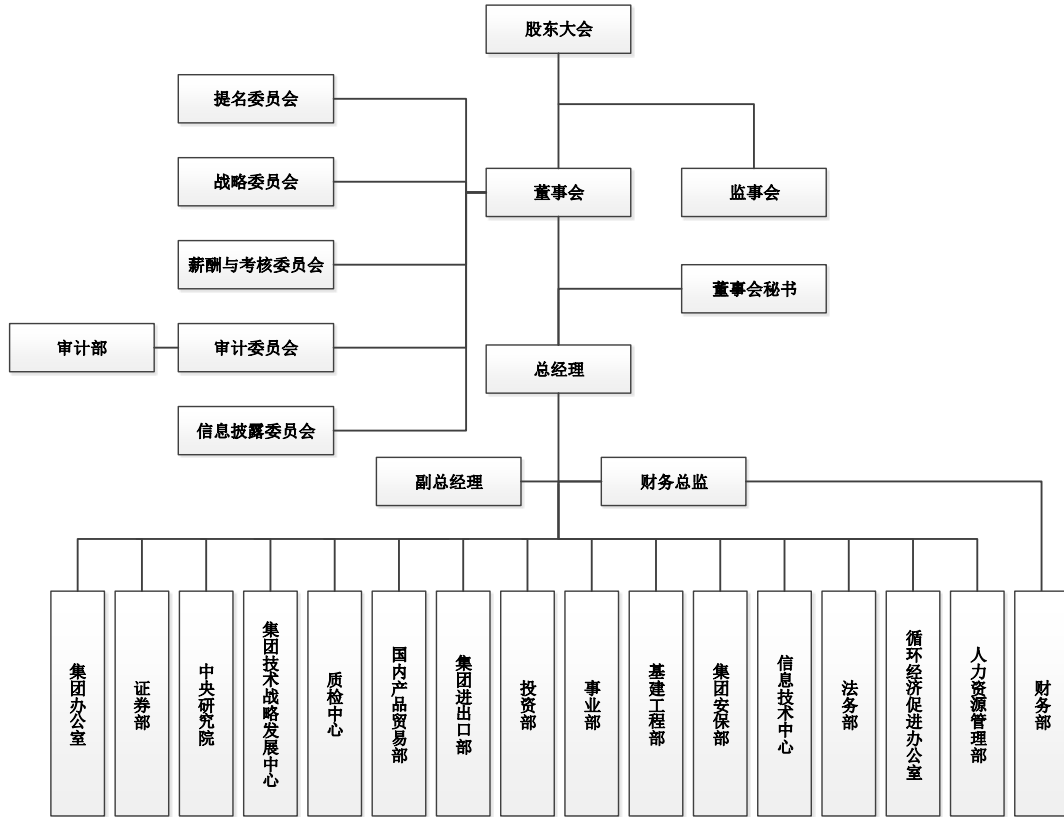 股东大会
提名委员会
战略委员会
董事会
监事会
薪酬与考核委员会
董事会秘书
审计部
审计委员会
总经理
信息披露委员会
副总经理
财务总监
集团办公室
证券部
中央研究院
集团技术战略发展中心
质检中心
国内产品贸易部
集团进出口部
投资部
事业部
基建工程部
集团安保部
信息技术中心
法务部
循环经济促进办公室
人力资源管理部
财务部